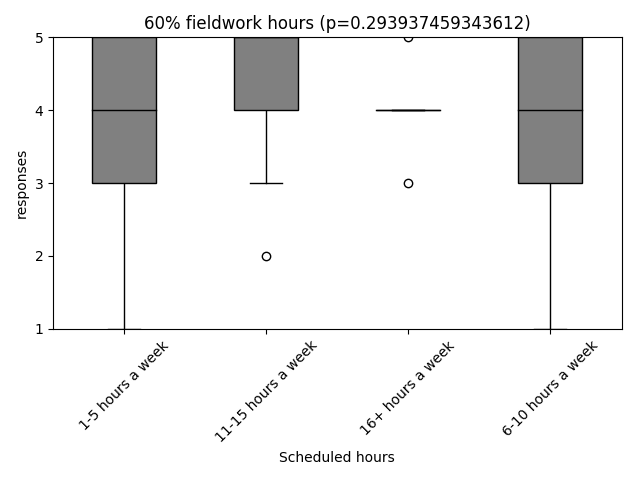 60% fieldwork hours (p=0.293937459343612)
5
4
3
2
1
responses
1-5 hours a week
11-15 hours a week
16+ hours a week
6-10 hours a week
Scheduled hours